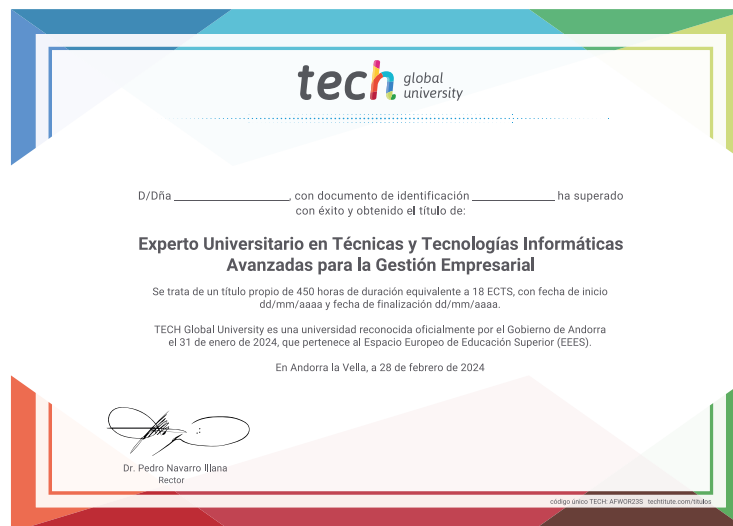 tech global university
D/Dña ____________________, con documento de identificación ______________ ha superado
con éxito y obtenido el título de:
Experto Universitario en Técnicas y Tecnologías Informáticas
Avanzadas para la Gestión Empresarial
Se trata de un título propio de 450 horas de duración equivalente a 18 ECTS, con fecha de inicio
dd/mm/aaaa y fecha de finalización dd/mm/aaaa.
TECH Global University es una universidad reconocida oficialmente por el Gobierno de Andorra
el 31 de enero de 2024, que pertenece al Espacio Europeo de Educación Superior (EEES).
En Andorra la Vella, a 28 de febrero de 2024
Dr. Pedro Navarro Illana
Rector
código único TECH: AFWOR23S techtitute.com/titulos